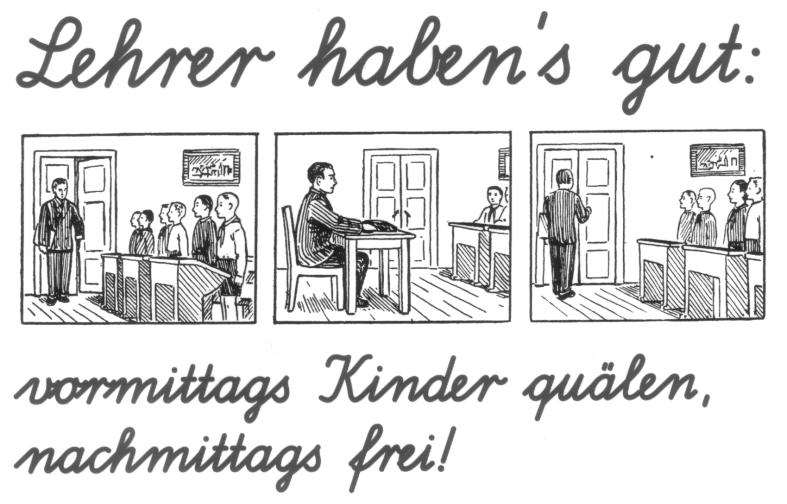 Lehrer haben's gut:
vormittags Kinder quälen,
nachmittags frei!